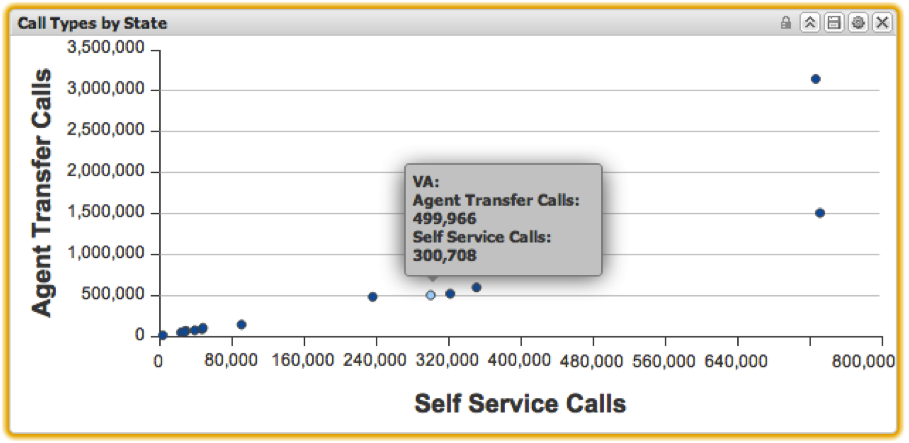 Call Types by State
3,500,000
3,000,000
2,500,000
2,000,000
1,500,000
1,000,000
500,000
0
Agent Transfer Calls
VA:
Agent Transfer Calls:
499,966
Self Service Calls:
300,708
0 80,000 160,000 240,000 320,000 400,000 480,000 560,000 640,000 800,000
Self Service Calls